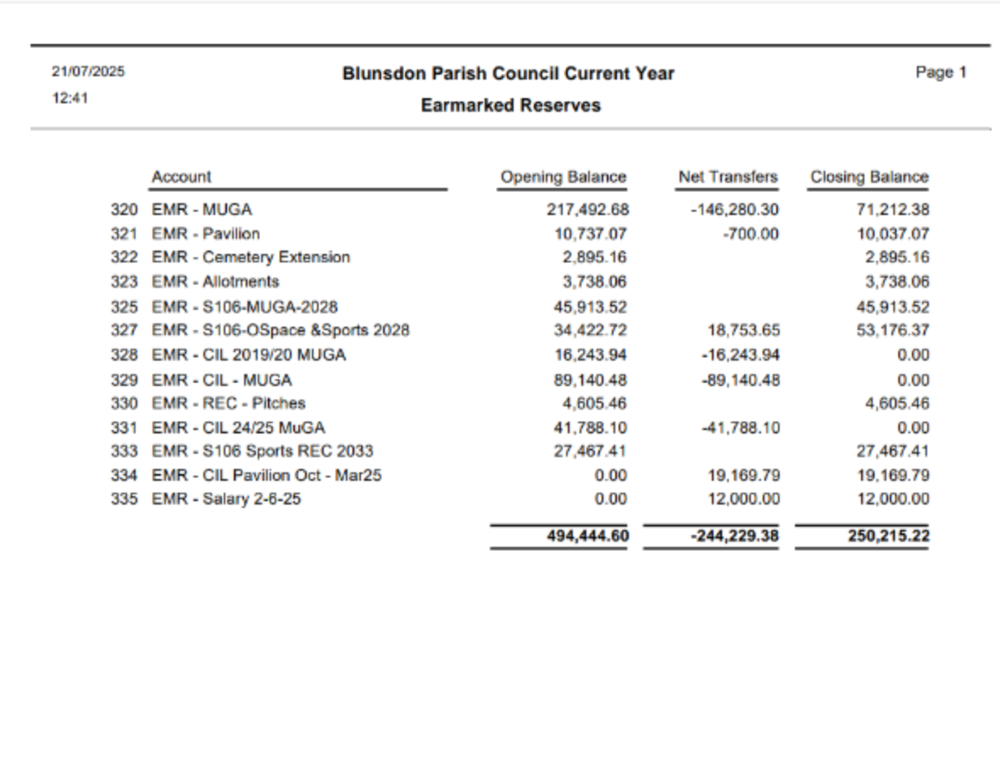 21/07/2025 Blunsdon Parish Council Current Year Page 1
12:41 Earmarked Reserves
Account Opening Balance Net Transfers Closing Balance
320 EMR - MUGA 217,492.68 -146,280.30 71,212.38
321 EMR - Pavilion 10,737.07 -700.00 10,037.07
322 EMR - Cemetery Extension 2,895.16 2,895.16
323 EMR - Allotments 3,738.06 3,738.06
325 EMR - S106-MUGA-2028 45,913.52 45,913.52
327 EMR - S106-OSpace &Sports 2028 34,422.72 18,753.65 53,176.37
328 EMR - CIL 2019/20 MUGA 16,243.94 -16,243.94 0.00
329 EMR - CIL - MUGA 89,140.48 -89,140.48 0.00
330 EMR - REC - Pitches 4,605.46 4,605.46
331 EMR - CIL 24/25 MuGA 41,788.10 -41,788.10 0.00
333 EMR - S106 Sports REC 2033 27,467.41 27,467.41
334 EMR - CIL Pavilion Oct - Mar25 0.00 19,169.79 19,169.79
335 EMR - Salary 2-6-25 0.00 12,000.00 12,000.00
494,444.60 -244,229.38 250,215.22